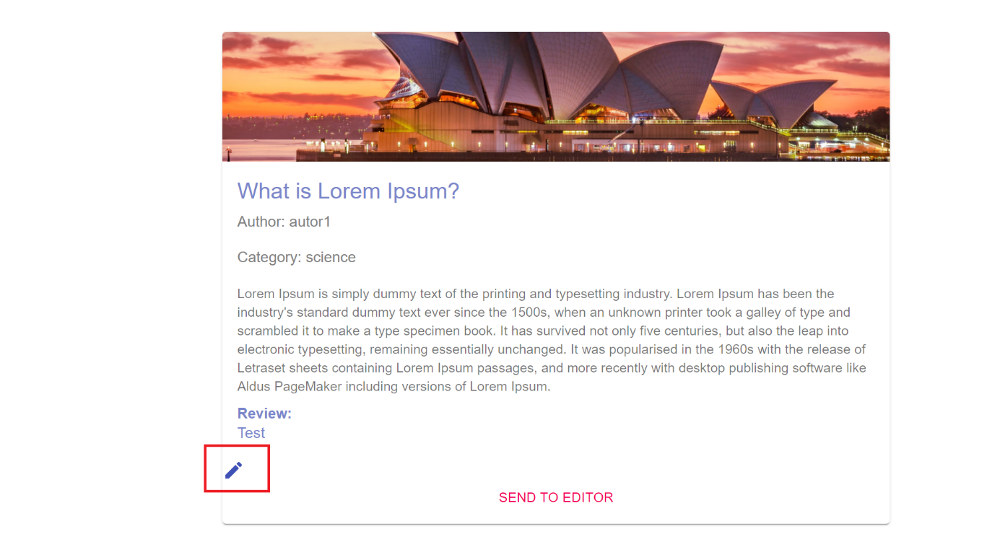 What is Lorem Ipsum?
Author: autor1
Category: science
Lorem Ipsum is simply dummy text of the printing and typesetting industry. Lorem Ipsum has been the
industry's standard dummy text ever since the 1500s, when an unknown printer took a galley of type and
scrambled it to make a type specimen book. It has survived not only five centuries, but also the leap into
electronic typesetting, remaining essentially unchanged. It was popularised in the 1960s with the release of
Letraset sheets containing Lorem Ipsum passages, and more recently with desktop publishing software like
Aldus PageMaker including versions of Lorem Ipsum.
Review:
Test
SEND TO EDITOR